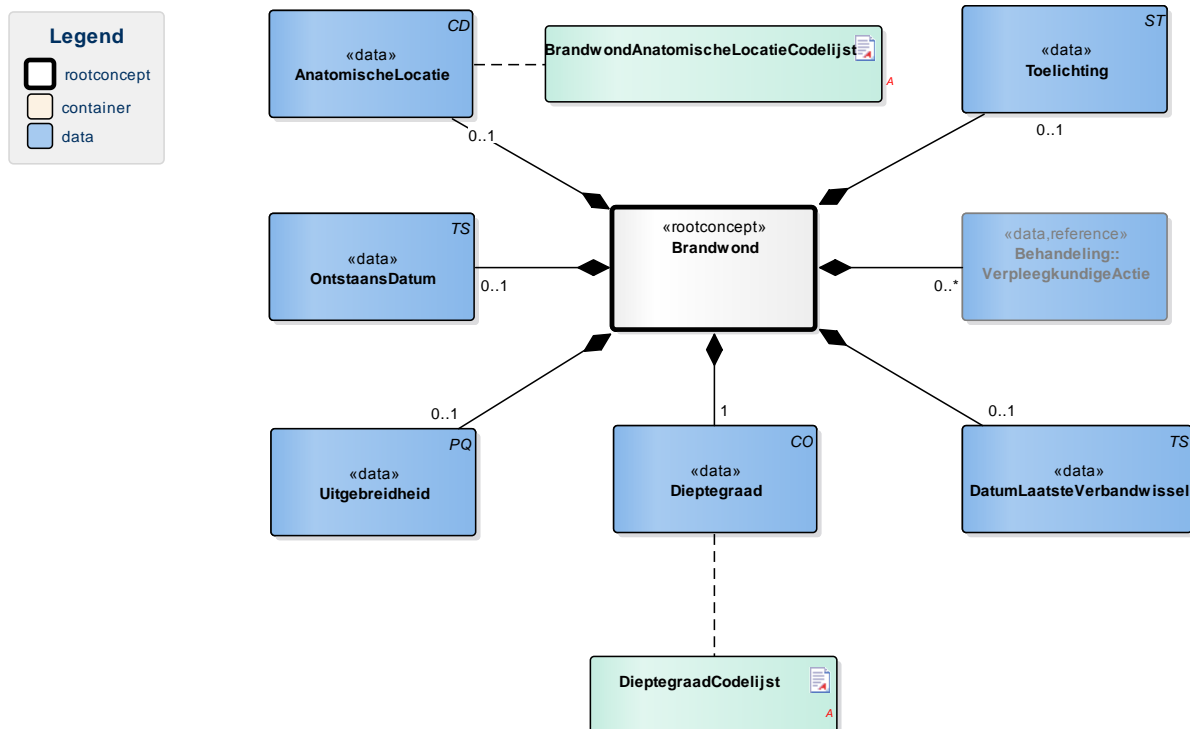 Legend
rootconcept
container
data
CD
«data»
AnatomischeLocatie
BrandwondAnatomischeLocatieCodelijst
A
ST
«data»
Toelichting
0..1
0..1
TS
«data»
OntstaansDatum
0..1
«rootconcept»
Brandwond
«data,reference»
Behandeling::
VerpleegkundigeActie
0..*
0..1
1
0..1
PQ
«data»
Uitgebreidheid
CO
«data»
Dieptegraad
TS
«data»
DatumLaatsteVerbandwissel
DieptegraadCodelijst
A